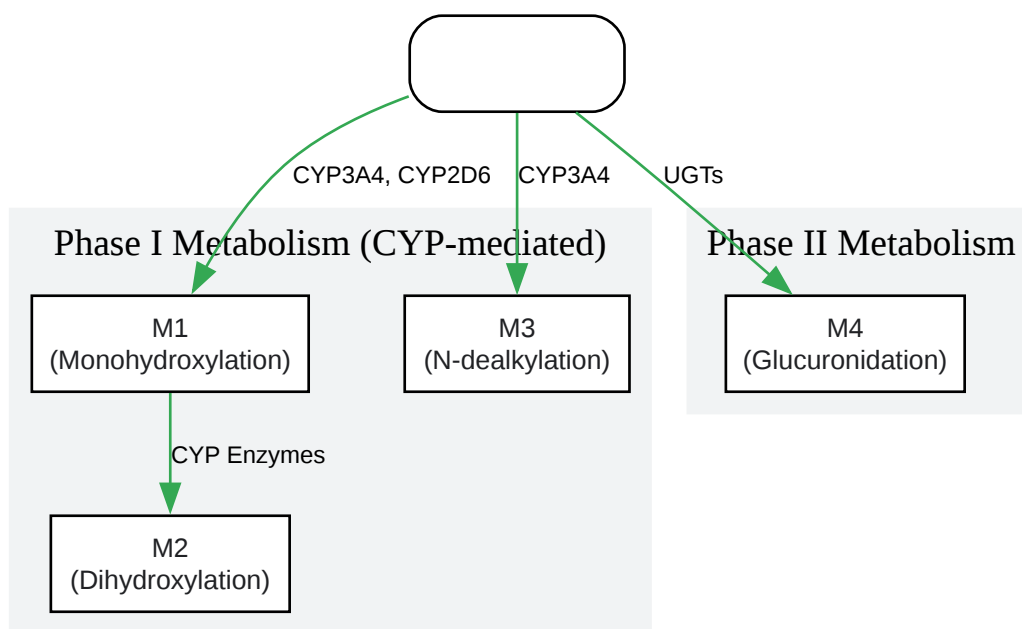 CYP3A4, CYP2D6
CYP3A4
UGTs
Phase I Metabolism (CYP-mediated)
Phase II Metabolism
M1
(Monohydroxylation)
M3
(N-dealkylation)
M4
(Glucuronidation)
CYP Enzymes
M2
(Dihydroxylation)